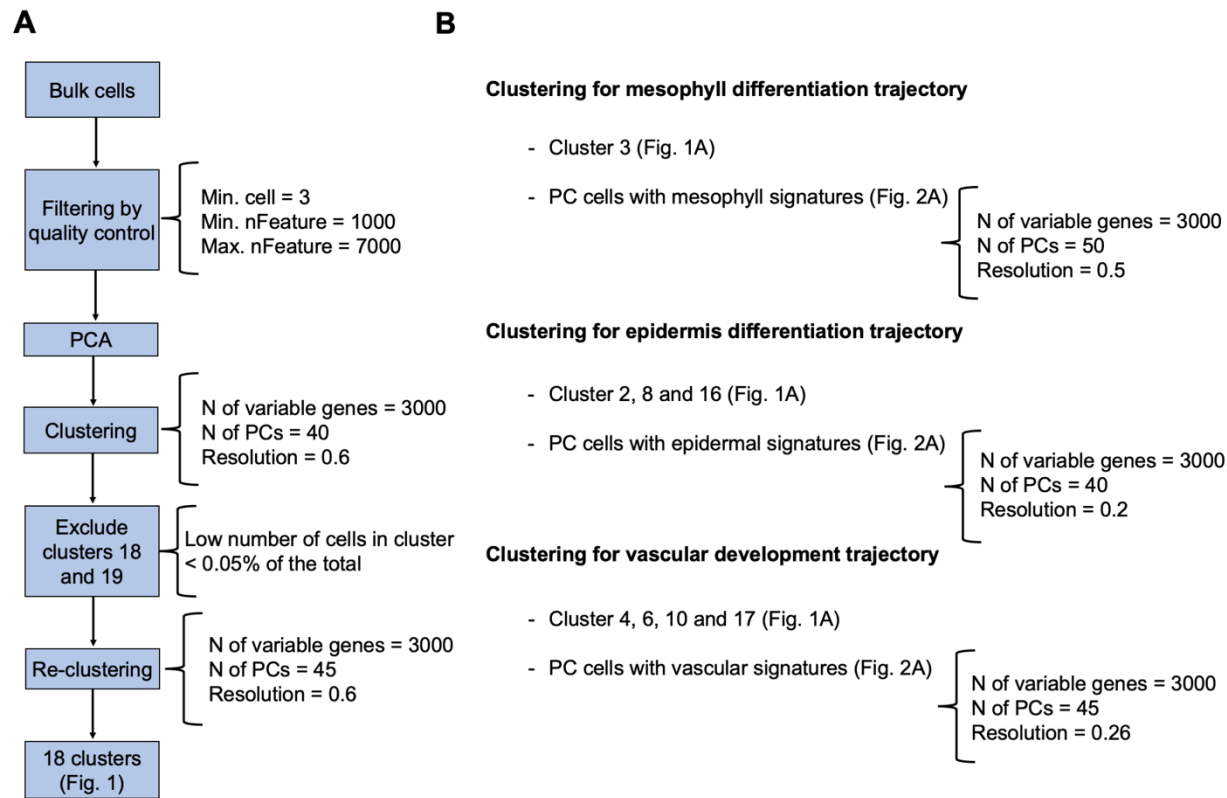 A
Bulk cells
Filtering by
quality control
Min. cell = 3
Min. nFeature = 1000
Max. nFeature = 7000
PCA
Clustering
N of variable genes = 3000
N of PCs = 40
Resolution = 0.6
Exclude
clusters 18
and 19
Low number of cells in cluster
< 0.05% of the total
Re-clustering
N of variable genes = 3000
N of PCs = 45
Resolution = 0.6
18 clusters
(Fig. 1)
B
Clustering for mesophyll differentiation trajectory
- Cluster 3 (Fig. 1A)
- PC cells with mesophyll signatures (Fig. 2A)
N of variable genes = 3000
N of PCs = 50
Resolution = 0.5
Clustering for epidermis differentiation trajectory
- Cluster 2, 8 and 16 (Fig. 1A)
- PC cells with epidermal signatures (Fig. 2A)
N of variable genes = 3000
N of PCs = 40
Resolution = 0.2
Clustering for vascular development trajectory
- Cluster 4, 6, 10 and 17 (Fig. 1A)
- PC cells with vascular signatures (Fig. 2A)
N of variable genes = 3000
N of PCs = 45
Resolution = 0.26